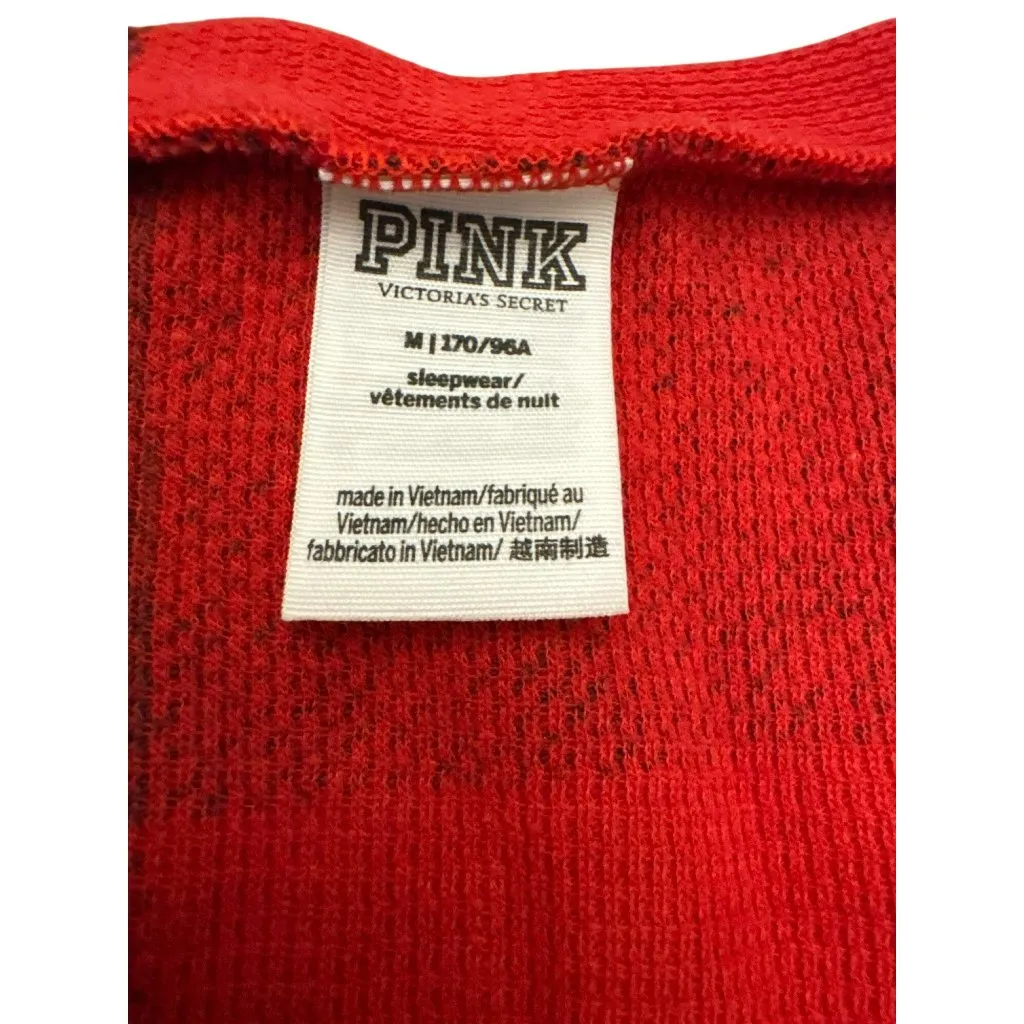 PINK
VICTORIA'S SECRET
M | 170/96A
sleepwear/
vêtements de nuit
made in Vietnam/fabriqué au
Vietnam/hecho en Vietnam/
fabbricato in Vietnam/ 越南制造